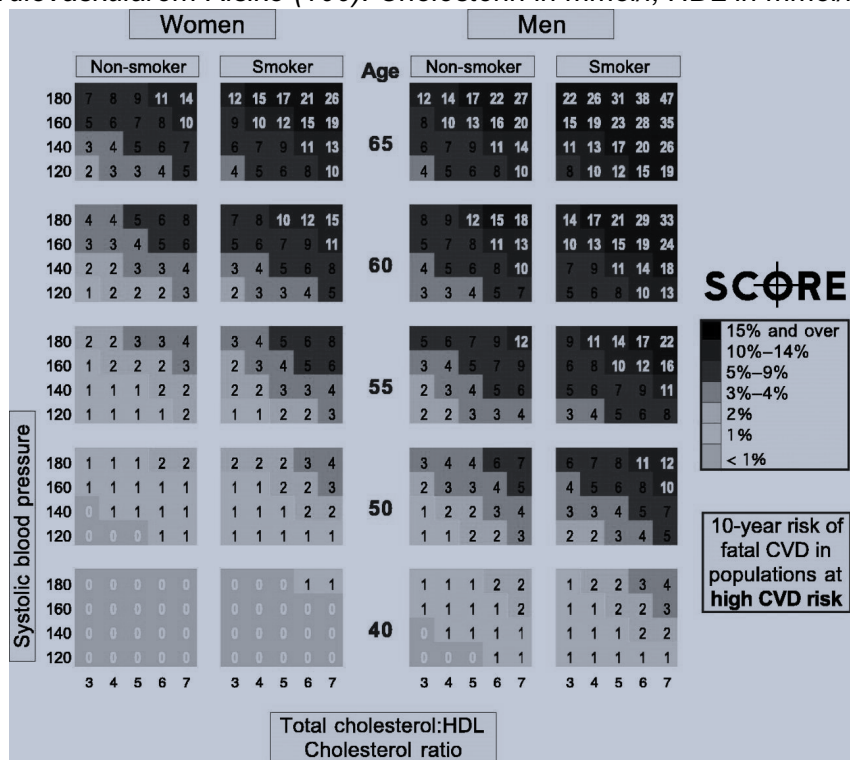 Risiko (100). Cholesterin in mmol/l, HDL in mmol/l
Women Men
Non-smoker Smoker Age Non-smoker Smoker
180 7 8 9 11 14 12 15 17 21 26 12 14 17 22 27 22 26 31 38 47
160 5 6 7 8 10 9 10 12 15 19 8 10 13 16 20 15 19 23 28 35
140 3 4 5 6 7 6 7 9 11 13 65 6 7 9 11 14 11 13 17 20 26
120 2 3 3 4 5 4 5 6 8 10 4 5 6 8 10 8 10 12 15 19
180 4 4 5 6 8 7 8 10 12 15 8 9 12 15 18 14 17 21 29 33
160 3 3 4 5 6 5 6 7 9 11 5 7 8 11 13 10 13 15 19 24
140 2 2 3 3 4 3 4 5 6 8 60 4 5 6 8 10 7 9 11 14 18
120 1 2 2 2 3 2 3 3 4 5 3 3 4 5 7 5 6 8 10 13
180 2 2 3 3 4 3 4 5 6 8 5 6 7 9 12 9 11 14 17 22
160 1 2 2 2 3 2 3 4 5 6 3 4 5 7 9 6 8 10 12 16
140 1 1 1 2 2 2 2 3 3 4 55 2 3 4 5 6 5 6 7 9 11
120 1 1 1 1 2 1 1 2 2 3 2 2 3 3 4 3 4 5 6 8
180 1 1 1 2 2 2 2 2 3 4 3 4 4 6 7 6 7 8 11 12
160 1 1 1 1 1 1 1 2 2 3 2 3 3 4 5 4 5 6 8 10
140 0 1 1 1 1 1 1 1 2 2 50 1 2 2 3 4 3 3 4 5 7
120 0 0 0 1 1 1 1 1 1 1 1 1 2 2 3 2 2 3 4 5
180 0 0 0 0 0 0 0 0 1 1 1 1 1 2 2 1 2 2 3 4
160 0 0 0 0 0 0 0 0 0 0 1 1 1 1 2 1 1 2 2 3
140 0 0 0 0 0 0 0 0 0 0 40 0 1 1 1 1 1 1 1 2 2
120 0 0 0 0 0 0 0 0 0 0 0 0 0 1 1 1 1 1 1 1
3 4 5 6 7 3 4 5 6 7 3 4 5 6 7 3 4 5 6 7
Systolic blood pressure
Total cholesterol:HDL
Cholesterol ratio
SCORE
15% and over
10%–14%
5%–9%
3%–4%
2%
1%
< 1%
10-year risk of
fatal CVD in
populations at
high CVD risk